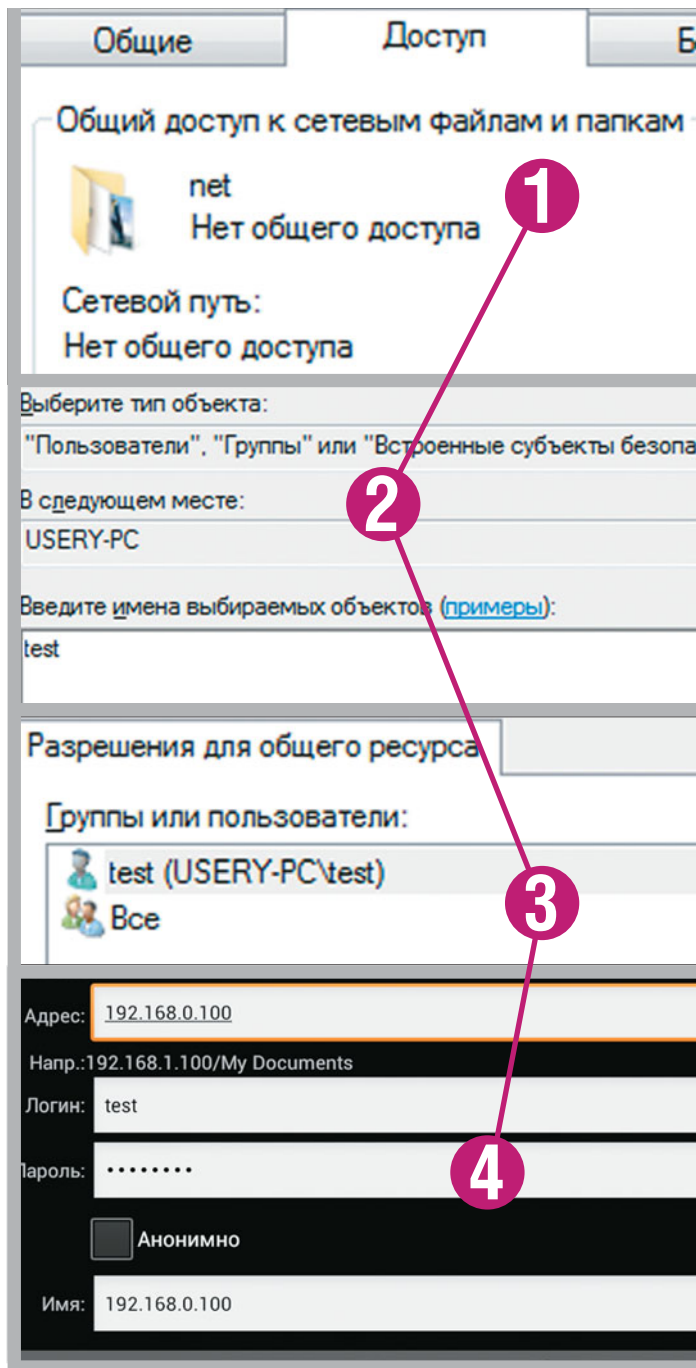 Общие
Доступ
Б
Общий доступ к сетевым файлам и папкам
net
1
Нет общего доступа
Сетевой путь:
Нет общего доступа
Выберите тип объекта:
"Пользователи", "Группы" или "Встроенные субъекты безопа
В следующем месте:
2
USERY-PC
Введите имена выбираемых объектов (примеры):
test
Разрешения для общего ресурса
Группы или пользователи:
test (USERY-PC\test)
3
Все
Адрес: 192.168.0.100
Напр.:192.168.1.100/My Documents
Логин: test
Пароль: ········
4
Анонимно
Имя: 192.168.0.100